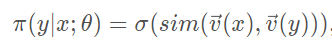 π(y|x; θ) = σ(sim(v⃗(x), v⃗(y))).